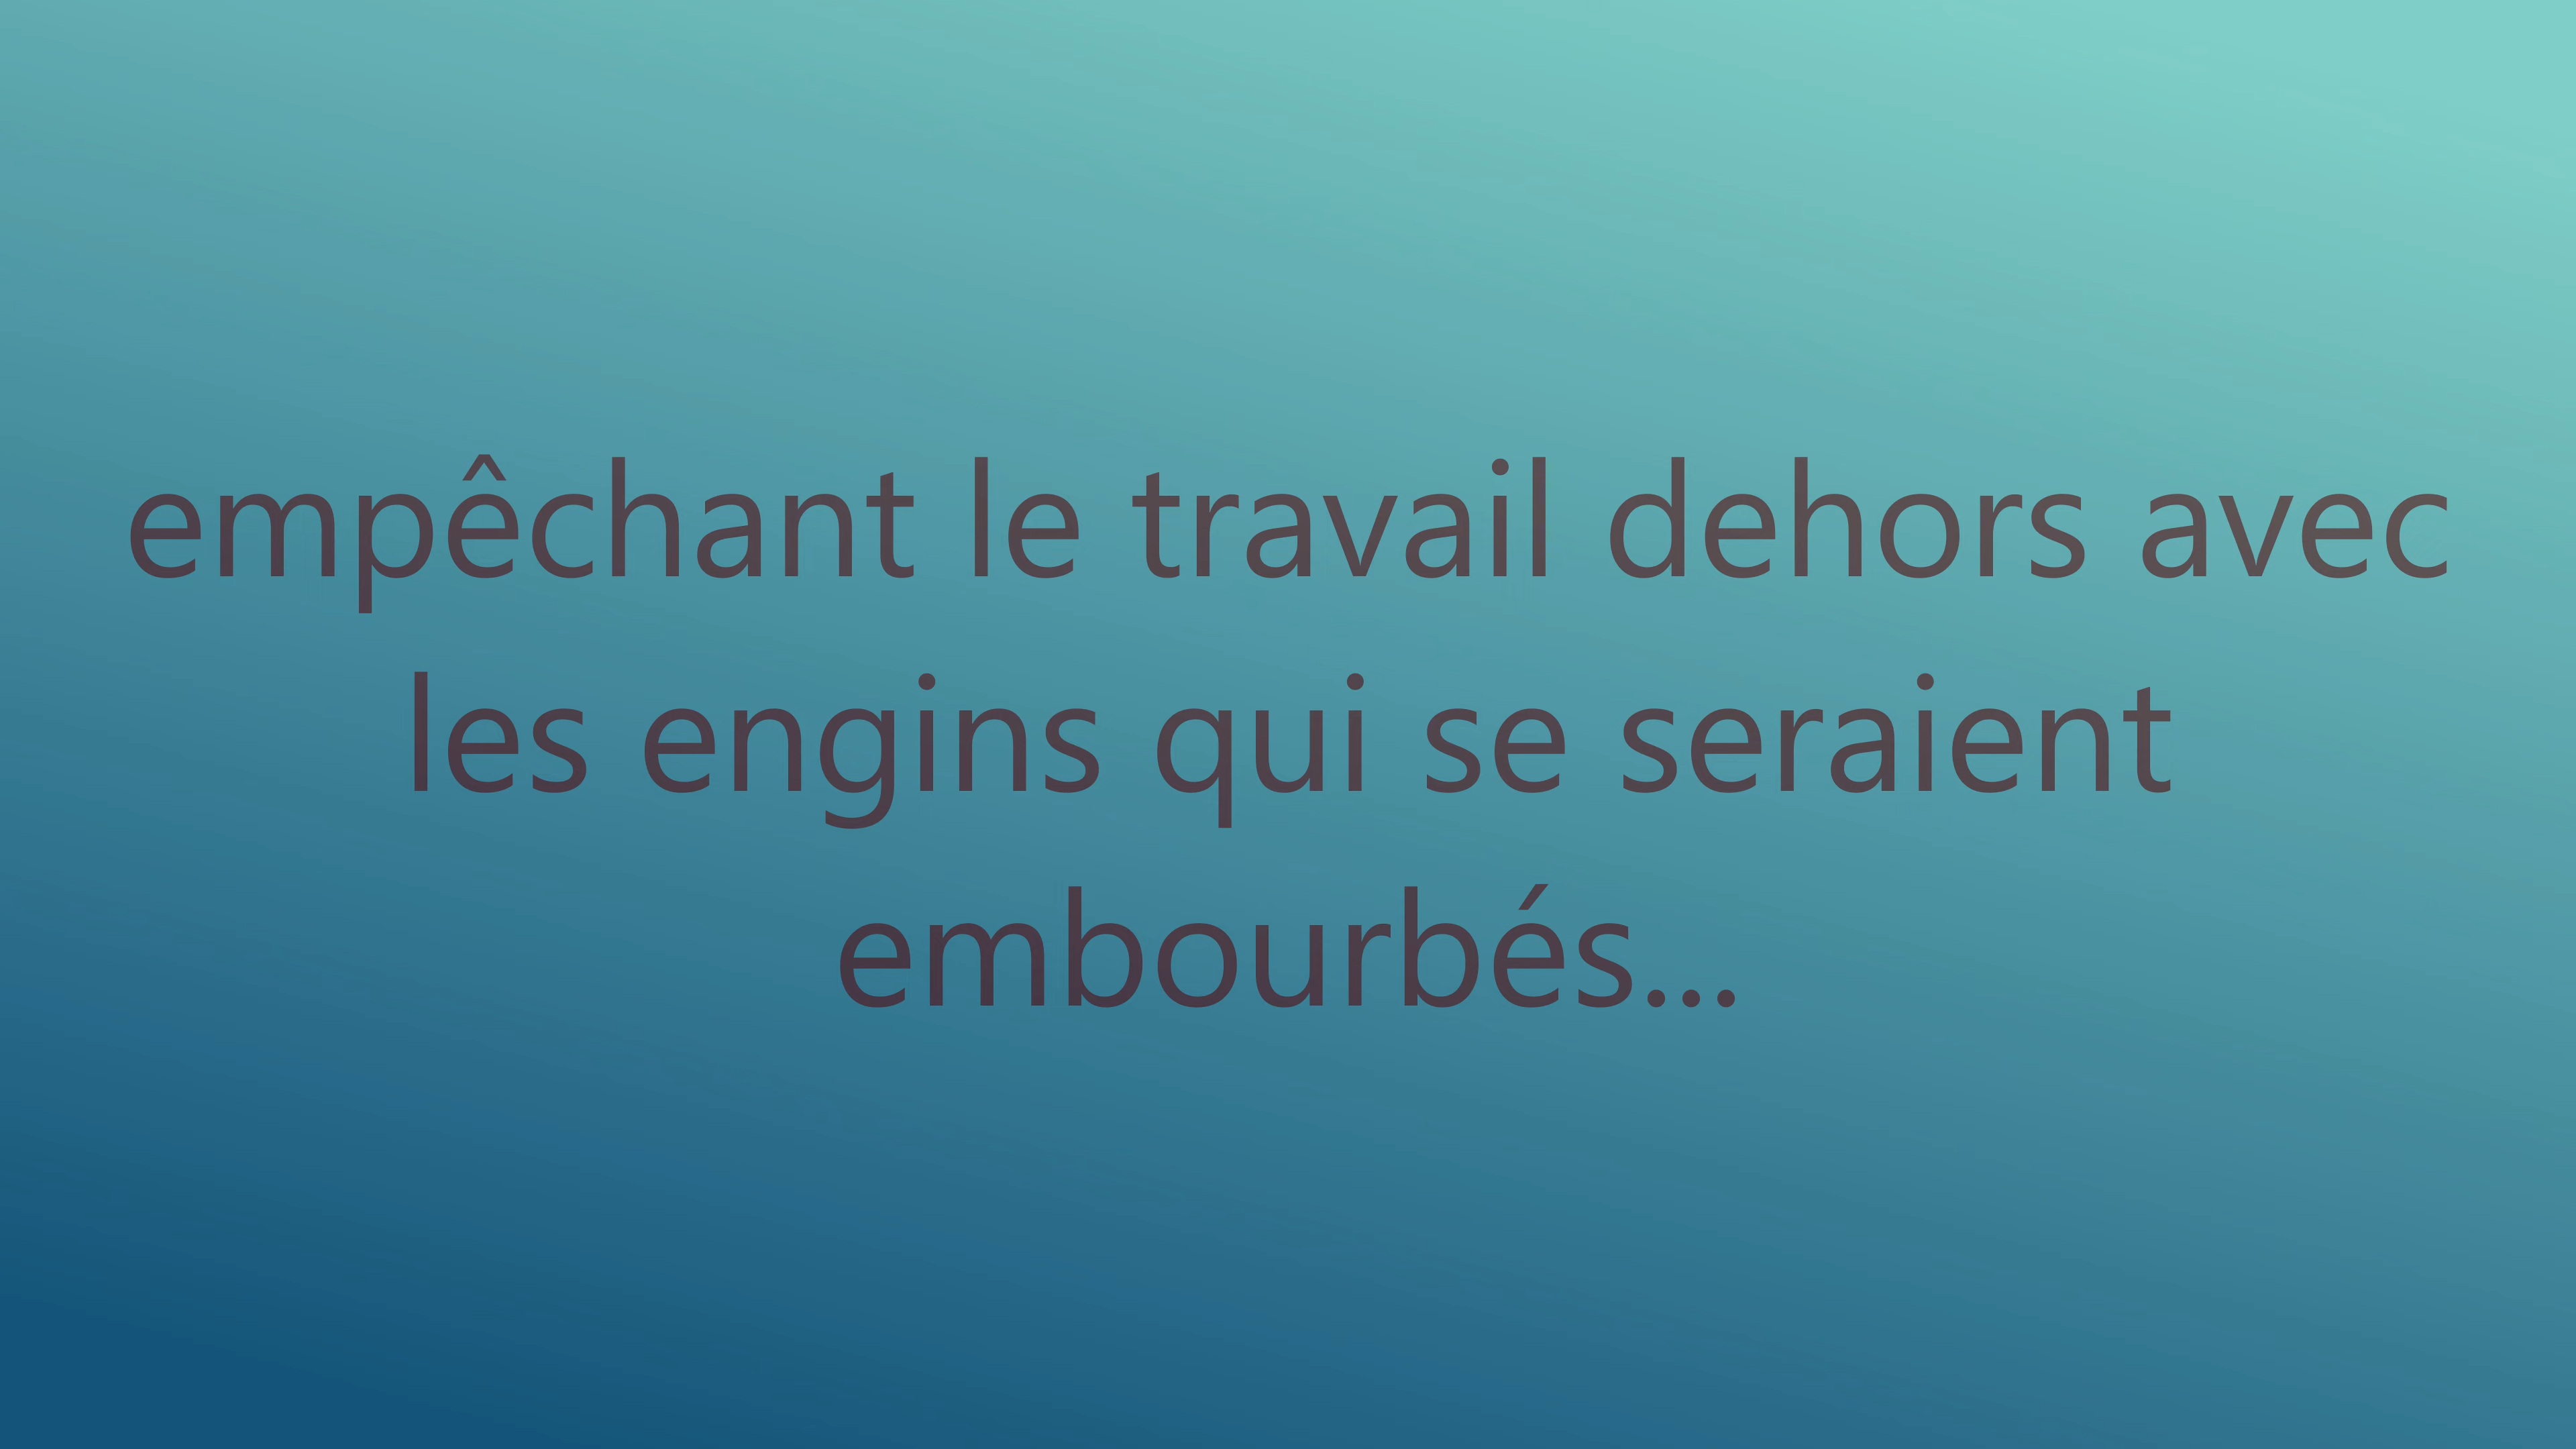 empêchant le travail dehors avec
les engins qui se seraient
embourbés...